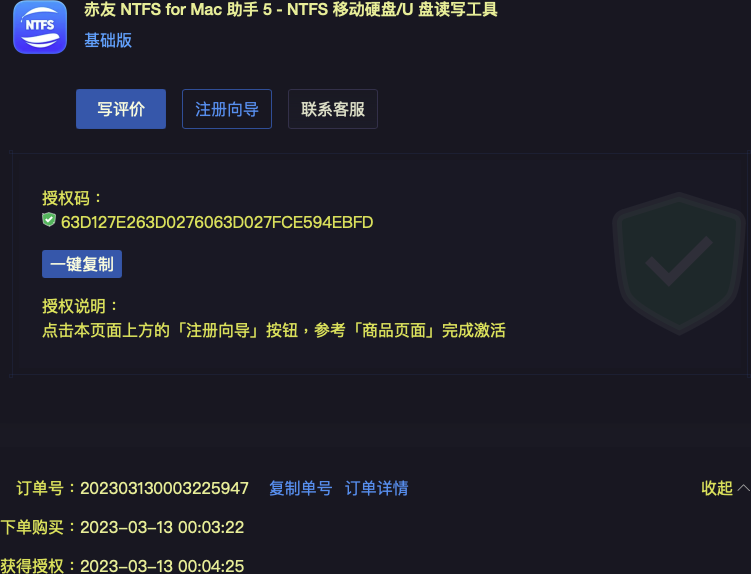 赤友 NTFS for Mac 助手 5 - NTFS 移动硬盘/U 盘读写工具
NTFS
基础版
写评价 注册向导 联系客服
授权码：
63D127E263D0276063D027FCE594EBFD
一键复制
授权说明：
点击本页面上方的「注册向导」按钮，参考「商品页面」完成激活
订单号：202303130003225947 复制单号 订单详情 收起
下单购买：2023-03-13 00:03:22
获得授权：2023-03-13 00:04:25